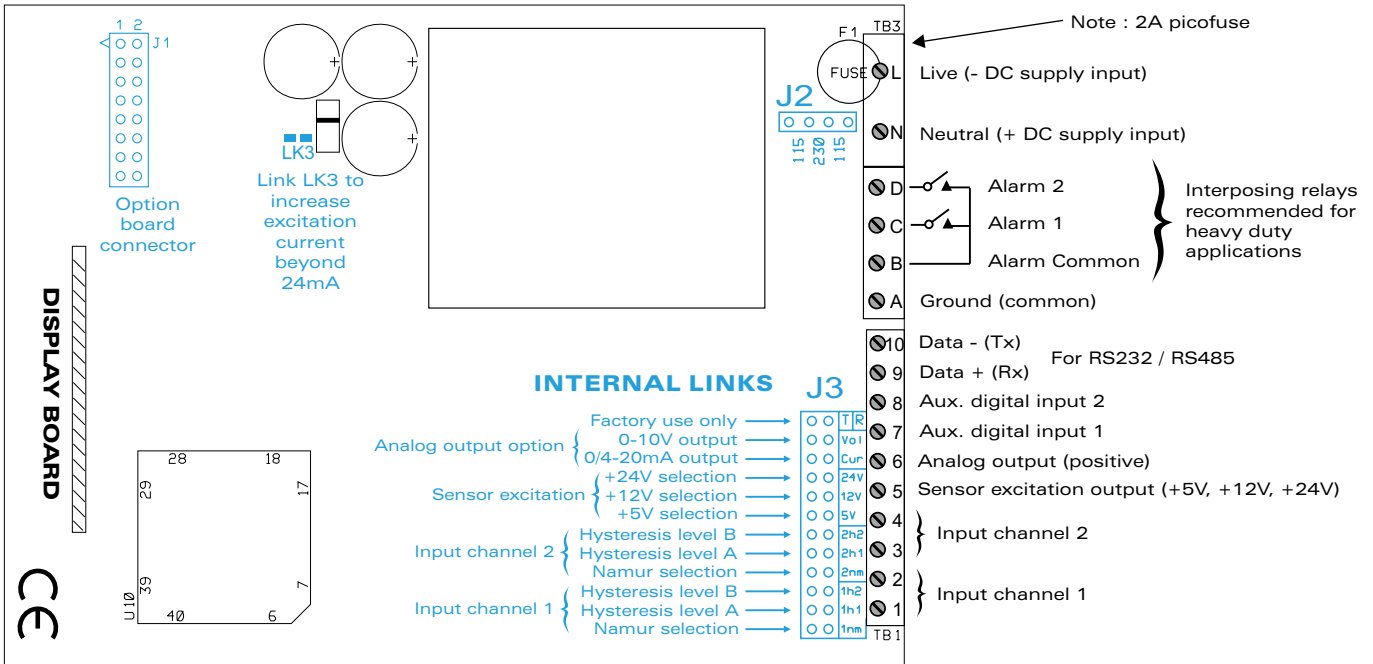 1 2
J1
Option
board
connector
LK3
Link LK3 to
increase
excitation
current
beyond
24mA
+
+
+
J2
115
230
115
F1
FUSE
TB3
Note : 2A picofuse
L Live (- DC supply input)
N Neutral (+ DC supply input)
D Alarm 2
C Alarm 1
B Alarm Common
A Ground (common)
Interposing relays
recommended for
heavy duty
applications
10 Data - (Tx)
9 Data + (Rx)
For RS232 / RS485
8 Aux. digital input 2
7 Aux. digital input 1
6 Analog output (positive)
5 Sensor excitation output (+5V, +12V, +24V)
4
3
Input channel 2
2
1
Input channel 1
TB1
INTERNAL LINKS
J3
Factory use only T R
Analog output option
0-10V output Vol
0/4-20mA output Cur
Sensor excitation
+24V selection 24V
+12V selection 12V
+5V selection 5V
Input channel 2
Hysteresis level B 2h2
Hysteresis level A 2h1
Namur selection 2nm
Input channel 1
Hysteresis level B 1h2
Hysteresis level A 1h1
Namur selection 1nm
DISPLAY BOARD
28 18
29
17
39
7
40 6
U10
CE